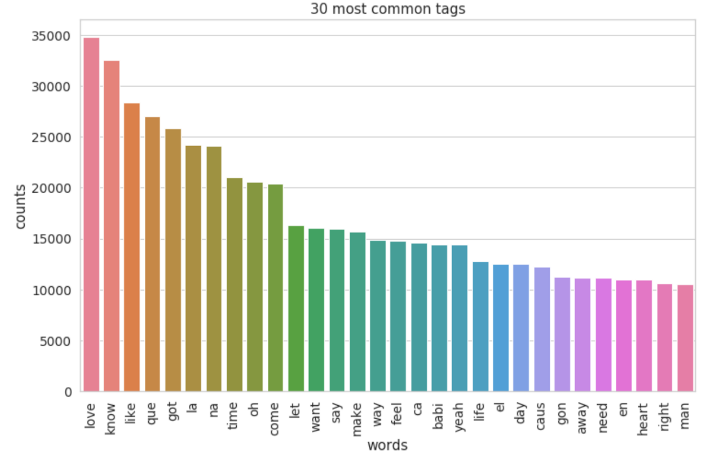 30 most common tags
35000
30000
25000
20000
15000
10000
5000
0
counts
love know like que got la na time oh come let want say make way feel ca babi yeah life el day caus gon away need en heart right man
words